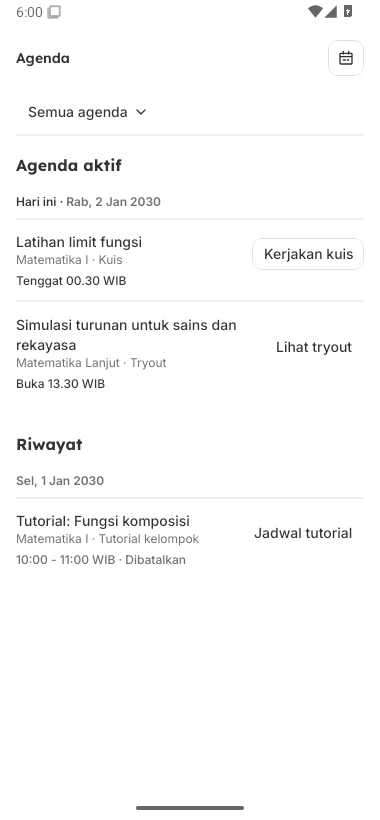 6:00
Agenda
Semua agenda
Agenda aktif
Hari ini · Rab, 2 Jan 2030
Latihan limit fungsi
Matematika I · Kuis
Tenggat 00.30 WIB
Kerjakan kuis
Simulasi turunan untuk sains dan
rekayasa
Matematika Lanjut · Tryout
Buka 13.30 WIB
Lihat tryout
Riwayat
Sel, 1 Jan 2030
Tutorial: Fungsi komposisi
Matematika I · Tutorial kelompok
10:00 - 11:00 WIB · Dibatalkan
Jadwal tutorial